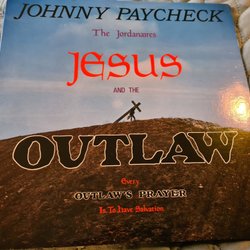 JOHNNY PAYCHECK
The Jordanaires
JESUS
AND THE
OUTLAW
Every
OUTLAW'S PRAYER
Is To Have Salvation